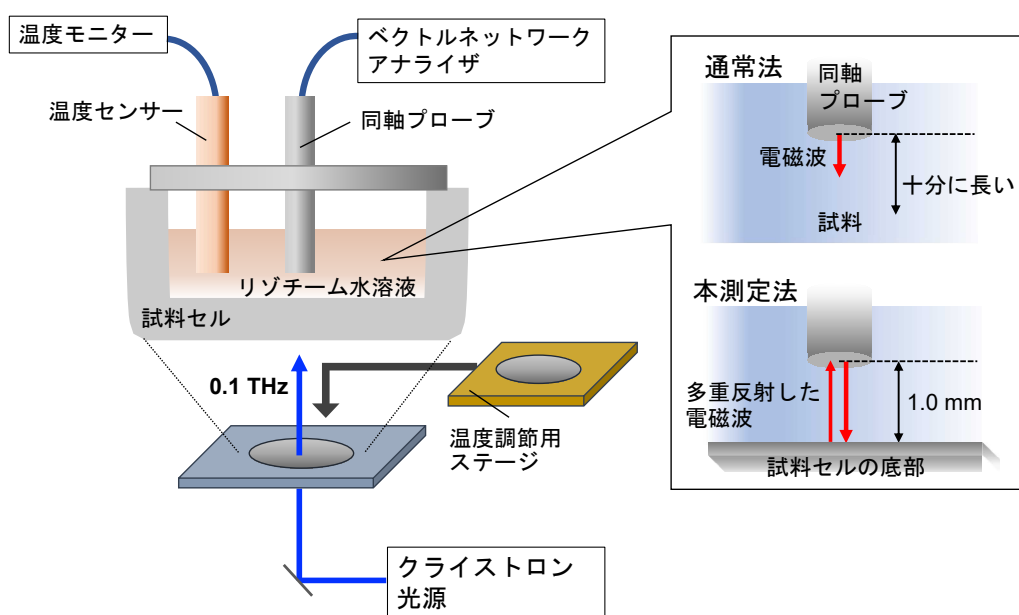 温度モニター
ベクトルネットワーク
アナライザ
温度センサー
同軸プローブ
リゾチーム水溶液
試料セル
0.1 THz
温度調節用
ステージ
クライストロン
光源
通常法
同軸
プローブ
電磁波
十分に長い
試料
本測定法
多重反射した
電磁波
1.0 mm
試料セルの底部